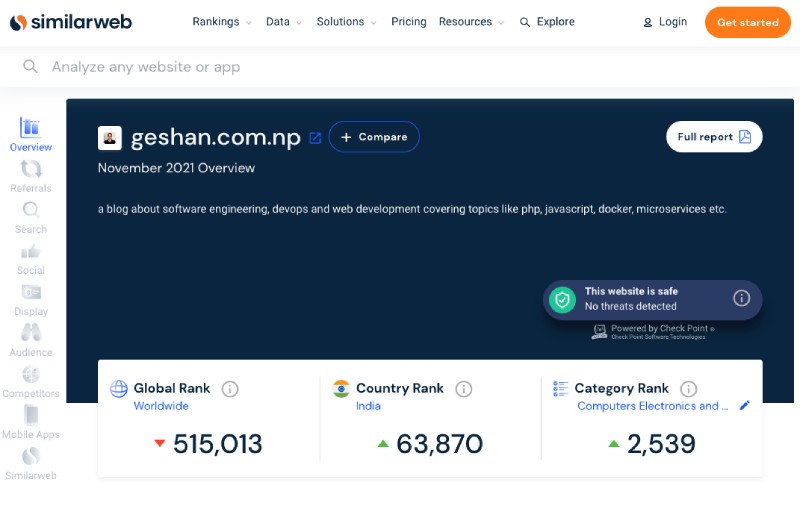 similarweb
Rankings Data Solutions Pricing Resources Explore Login Get started
Analyze any website or app
Overview
Referrals
Search
Social
Display
Audience
Competitors
Mobile Apps
Similarweb
geshan.com.np + Compare Full report
November 2021 Overview
a blog about software engineering, devops and web development covering topics like php, javascript, docker, microservices etc.
This website is safe
No threats detected
Powered by Check Point ®
Check Point Software Technologies
Global Rank
Worldwide
515,013
Country Rank
India
63,870
Category Rank
Computers Electronics and ...
2,539